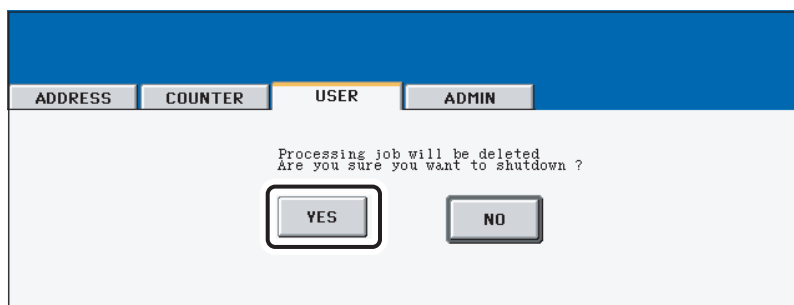 ADDRESS COUNTER USER ADMIN
Processing job will be deleted
Are you sure you want to shutdown ?
YES NO